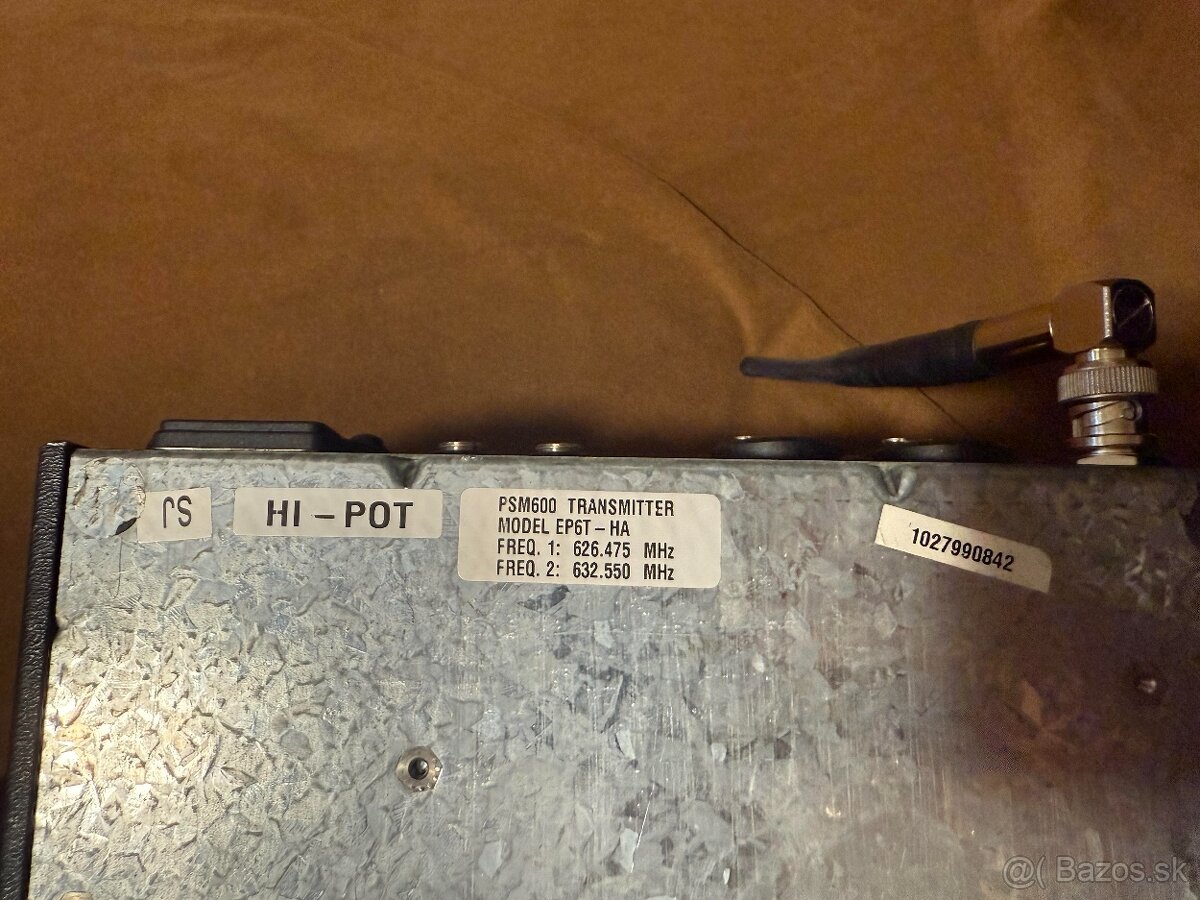 SJ
HI - POT
PSM600 TRANSMITTER
MODEL EP6T - HA
FREQ. 1: 626.475 MHz
FREQ. 2: 632.550 MHz
1027990842
@( Bazos.sk